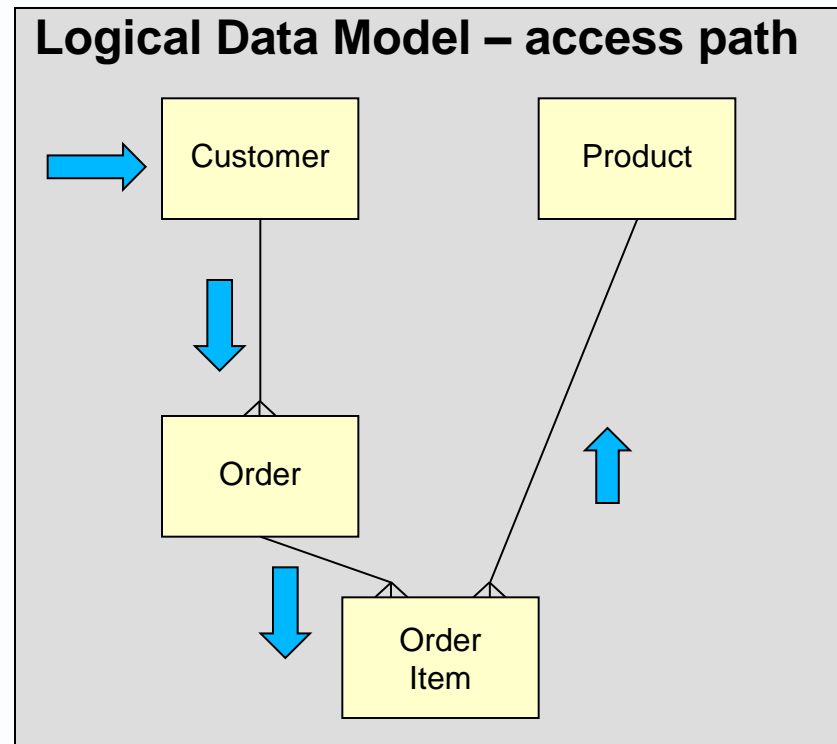 Logical Data Model – access path
Customer
Product
Order
Order
Item